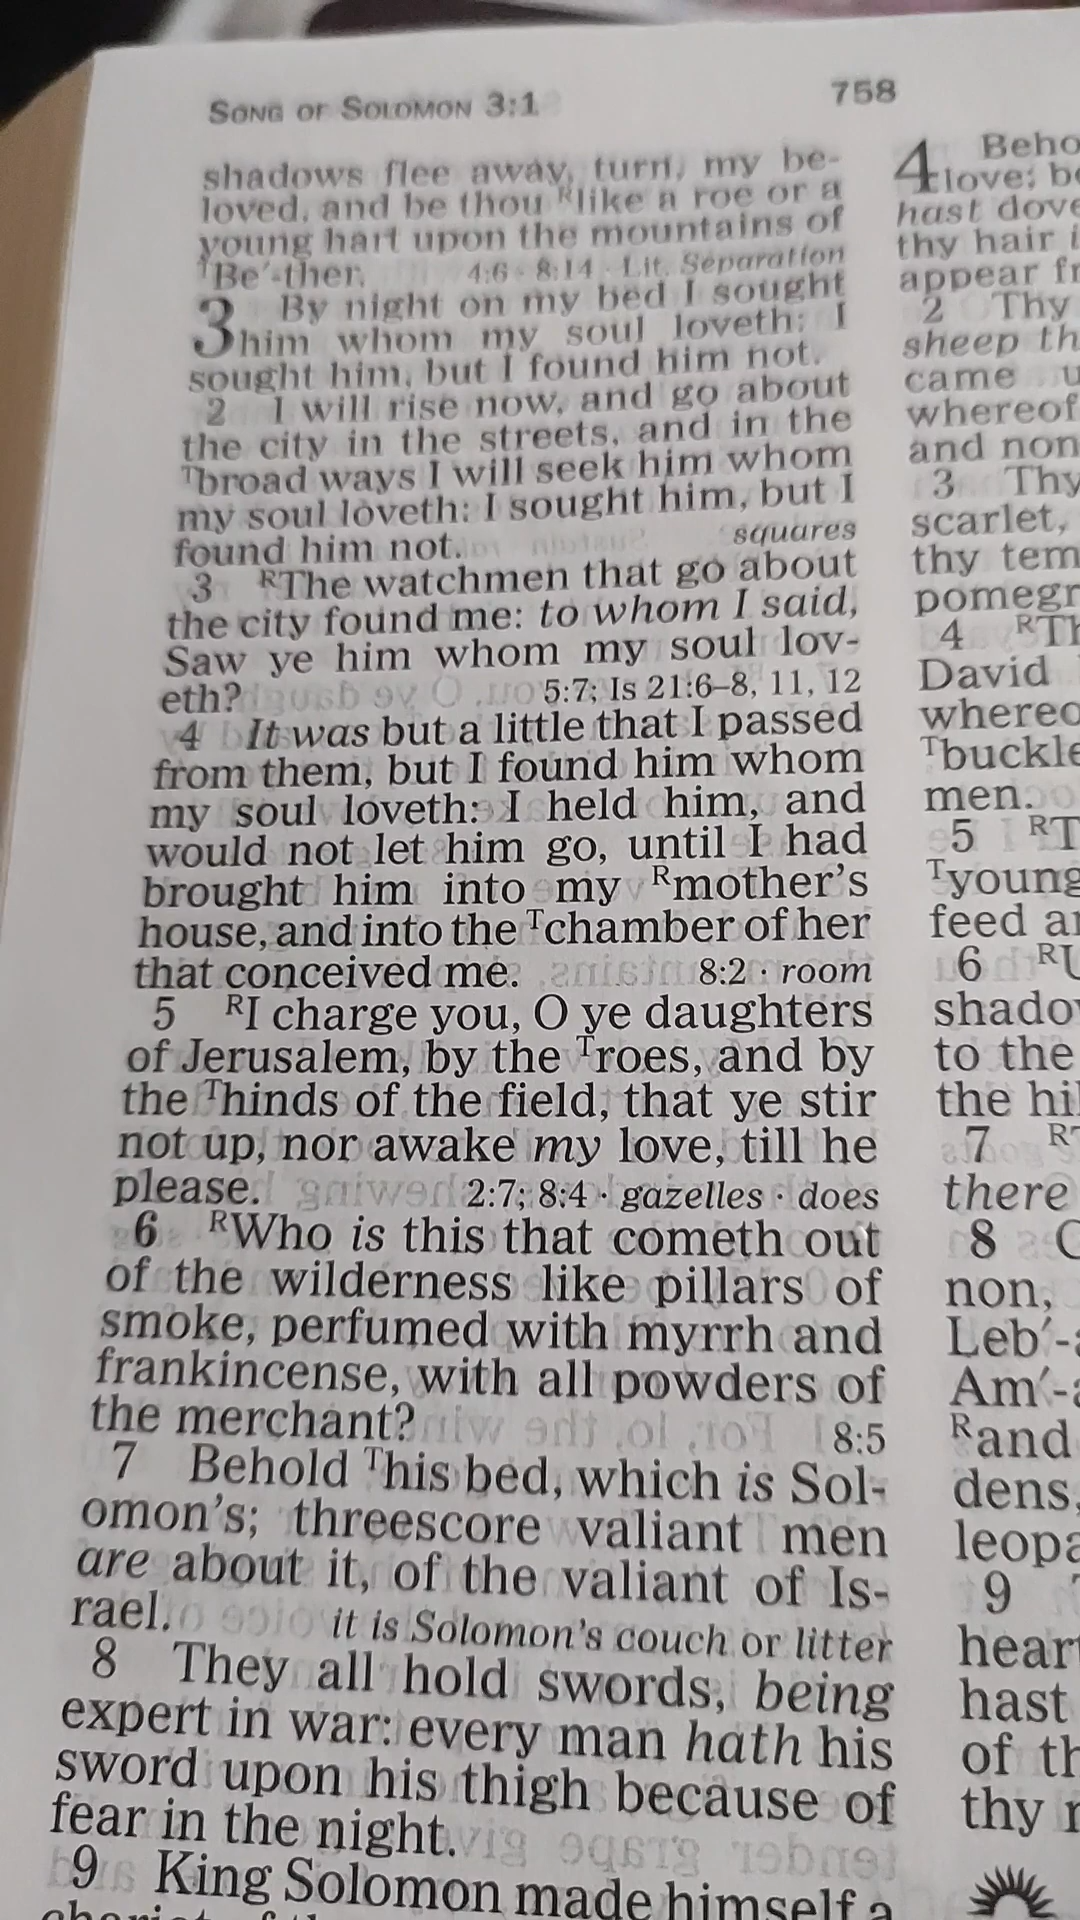 SONG OF SOLOMON 3:1
758
shadows flee away, turn, my be-
loved, and be thou ᴿlike a roe or a
young hart upon the mountains of
ᵀBe′-ther. 4:6 · 8:14 · Lit. Separation
3 By night on my bed I sought
him whom my soul loveth: I
sought him, but I found him not.
2 I will rise now, and go about
the city in the streets, and in the
ᵀbroad ways I will seek him whom
my soul loveth: I sought him, but I
found him not. squares
3 ᴿThe watchmen that go about
the city found me: to whom I said,
Saw ye him whom my soul lov-
eth? 5:7; Is 21:6–8, 11, 12
4 It was but a little that I passed
from them, but I found him whom
my soul loveth: I held him, and
would not let him go, until I had
brought him into my ᴿmother's
house, and into the ᵀchamber of her
that conceived me. 8:2 · room
5 ᴿI charge you, O ye daughters
of Jerusalem, by the ᵀroes, and by
the ᵀhinds of the field, that ye stir
not up, nor awake my love, till he
please. 2:7; 8:4 · gazelles · does
6 ᴿWho is this that cometh out
of the wilderness like pillars of
smoke, perfumed with myrrh and
frankincense, with all powders of
the merchant? 8:5
7 Behold ᵀhis bed, which is Sol-
omon's; threescore valiant men
are about it, of the valiant of Is-
rael. it is Solomon's couch or litter
8 They all hold swords, being
expert in war: every man hath his
sword upon his thigh because of
fear in the night.
9 King Solomon made himself a
4 Beho
love; be
hast dove
thy hair i
appear fr
2 Thy
sheep th
came u
whereof
and non
3 Thy
scarlet,
thy tem
pomegr
4 ᴿTh
David
whereo
ᵀbuckle
men.
5 ᴿT
ᵀyoung
feed a
6 ᴿU
shado
to the
the hil
7 ᴿT
there
8
non,
Leb′-a
Am′-a
ᴿand
dens,
leopa
9
heart
hast
of th
thy